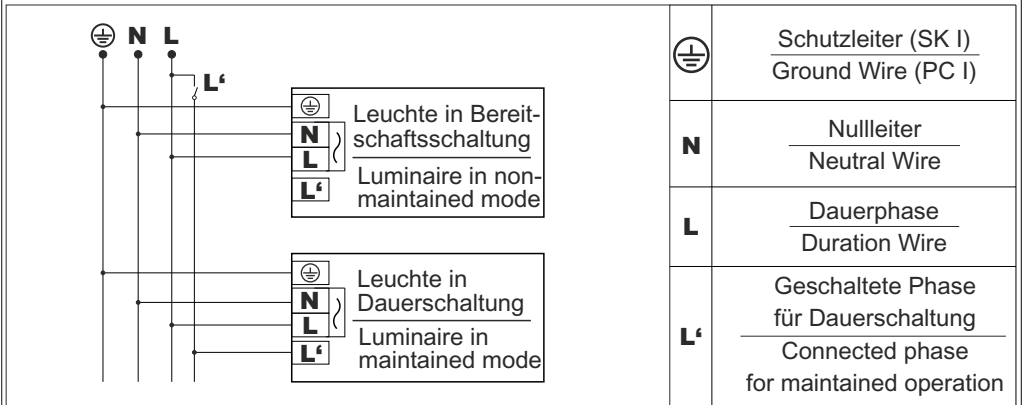 ⏚ N L
L‘
⏚
N
L
L‘
Leuchte in Bereit-
schaftsschaltung
Luminaire in non-
maintained mode
⏚
N
L
L‘
Leuchte in
Dauerschaltung
Luminaire in
maintained mode
⏚
Schutzleiter (SK I)
Ground Wire (PC I)
N
Nullleiter
Neutral Wire
L
Dauerphase
Duration Wire
L‘
Geschaltete Phase
für Dauerschaltung
Connected phase
for maintained operation